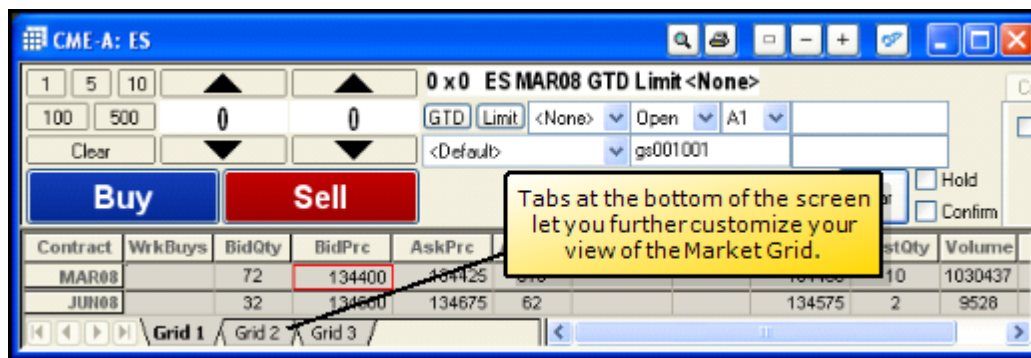 CME-A: ES
1 5 10 0 x 0 ES MAR08 GTD Limit <None>
100 500 0 0 GTD Limit <None> Open A1
Clear <Default> gs001001
Buy Sell
Hold
Confirm
Tabs at the bottom of the screen
let you further customize your
view of the Market Grid.
Contract WrkBuys BidQty BidPrc AskPrc Volume
MAR08 72 134400 134425 10 1030437
JUN08 32 134675 62 134575 2 9528
Grid 1 Grid 2 Grid 3